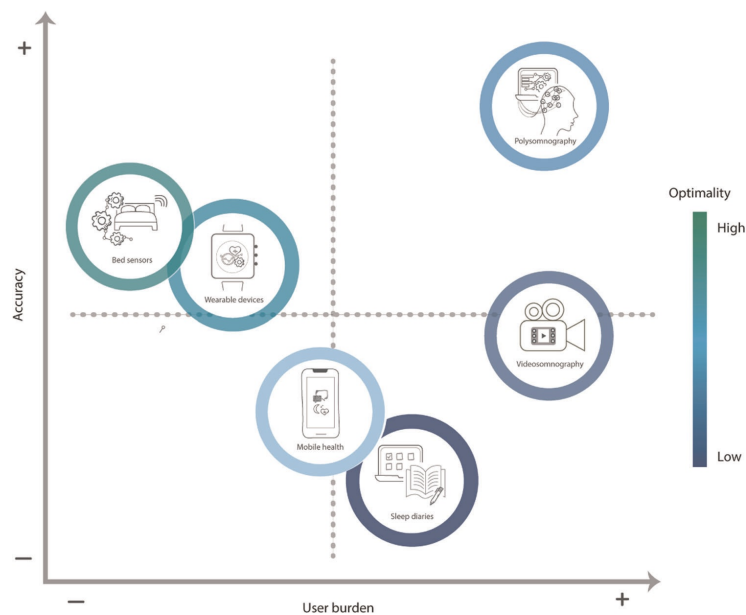 +
Polysomnography
Optimality
High
Bed sensors
Wearable devices
Accuracy
Videosomnography
Mobile health
Low
Sleep diaries
—
—
User burden
+